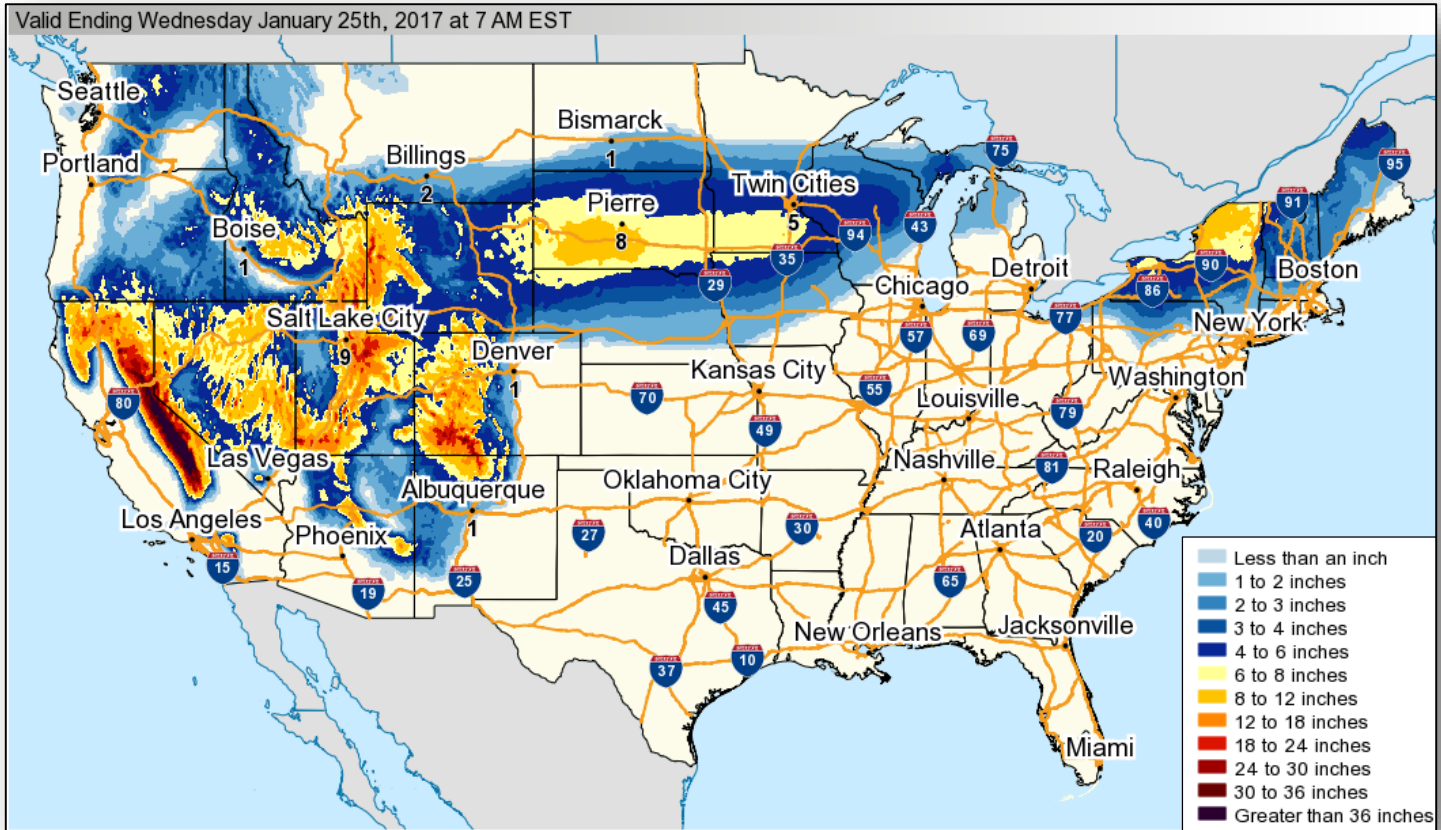 Valid Ending Wednesday January 25th, 2017 at 7 AM EST
Seattle
Bismarck
1
75
Portland
Billings
2
95
Twin Cities
5
91
Pierre
8
Boise
1
94
43
35
90
Boston
29
86
Detroit
Chicago
77
Salt Lake City
9
57
69
New York
Denver
1
Kansas City
Washington
80
70
55
Louisville
79
49
Las Vegas
Nashville
81
Raleigh
Albuquerque
1
Oklahoma City
Los Angeles
Phoenix
27
30
Atlanta
20
40
15
19
25
Dallas
65
45
New Orleans
Jacksonville
37
10
Miami
Less than an inch
1 to 2 inches
2 to 3 inches
3 to 4 inches
4 to 6 inches
6 to 8 inches
8 to 12 inches
12 to 18 inches
18 to 24 inches
24 to 30 inches
30 to 36 inches
Greater than 36 inches